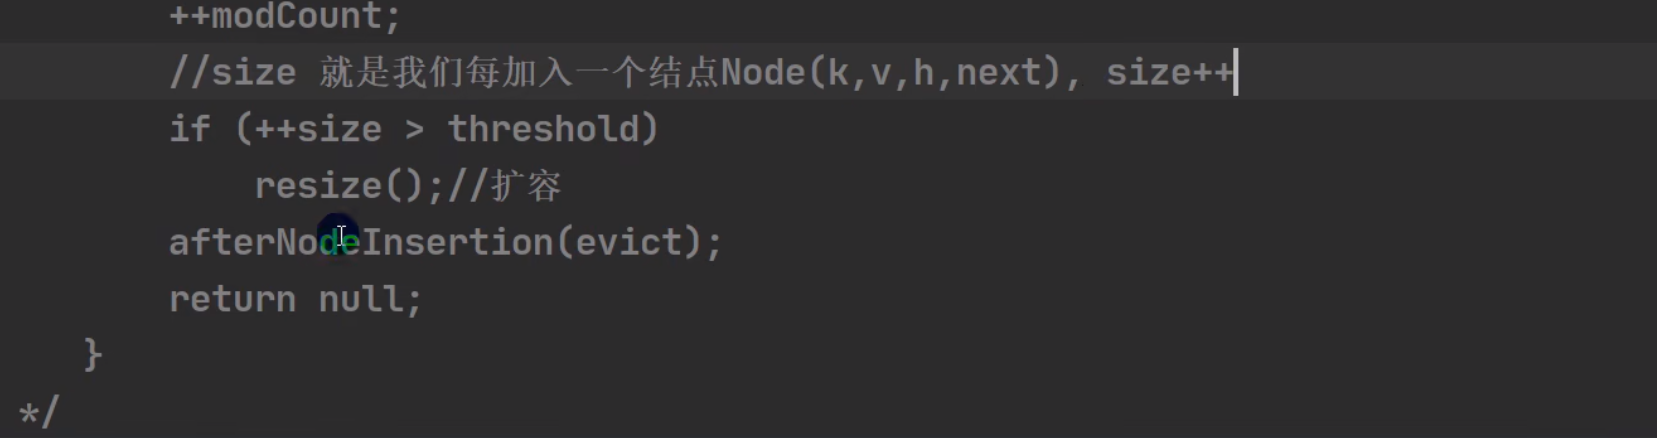 ++modCount;
//size 就是我们每加入一个结点Node(k,v,h,next), size++
if (++size > threshold)
resize();//扩容
afterNodeInsertion(evict);
return null;
}
*/